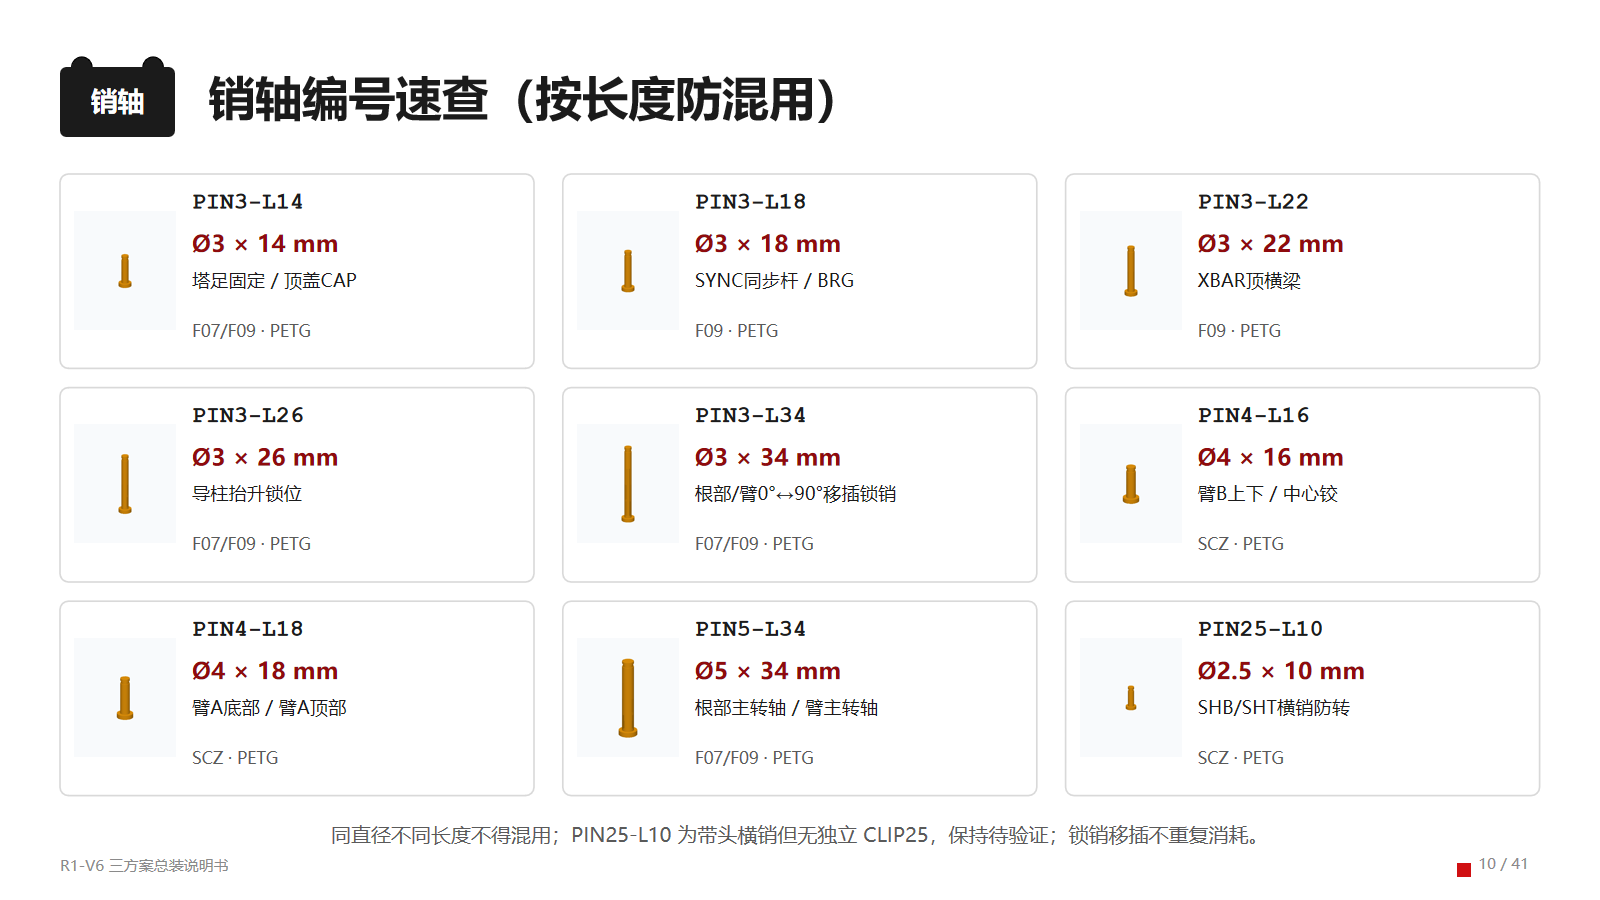 销轴
销轴编号速查（按长度防混用）
PIN3-L14
Ø3 × 14 mm
塔足固定 / 顶盖CAP
F07/F09 · PETG
PIN3-L18
Ø3 × 18 mm
SYNC同步杆 / BRG
F09 · PETG
PIN3-L22
Ø3 × 22 mm
XBAR顶横梁
F09 · PETG
PIN3-L26
Ø3 × 26 mm
导柱抬升锁位
F07/F09 · PETG
PIN3-L34
Ø3 × 34 mm
根部/臂0°↔90°移插锁销
F07/F09 · PETG
PIN4-L16
Ø4 × 16 mm
臂B上下 / 中心铰
SCZ · PETG
PIN4-L18
Ø4 × 18 mm
臂A底部 / 臂A顶部
SCZ · PETG
PIN5-L34
Ø5 × 34 mm
根部主转轴 / 臂主转轴
F07/F09 · PETG
PIN25-L10
Ø2.5 × 10 mm
SHB/SHT横销防转
SCZ · PETG
同直径不同长度不得混用；PIN25-L10 为带头横销但无独立 CLIP25，保持待验证；锁销移插不重复消耗。
R1-V6 三方案总装说明书
10 / 41